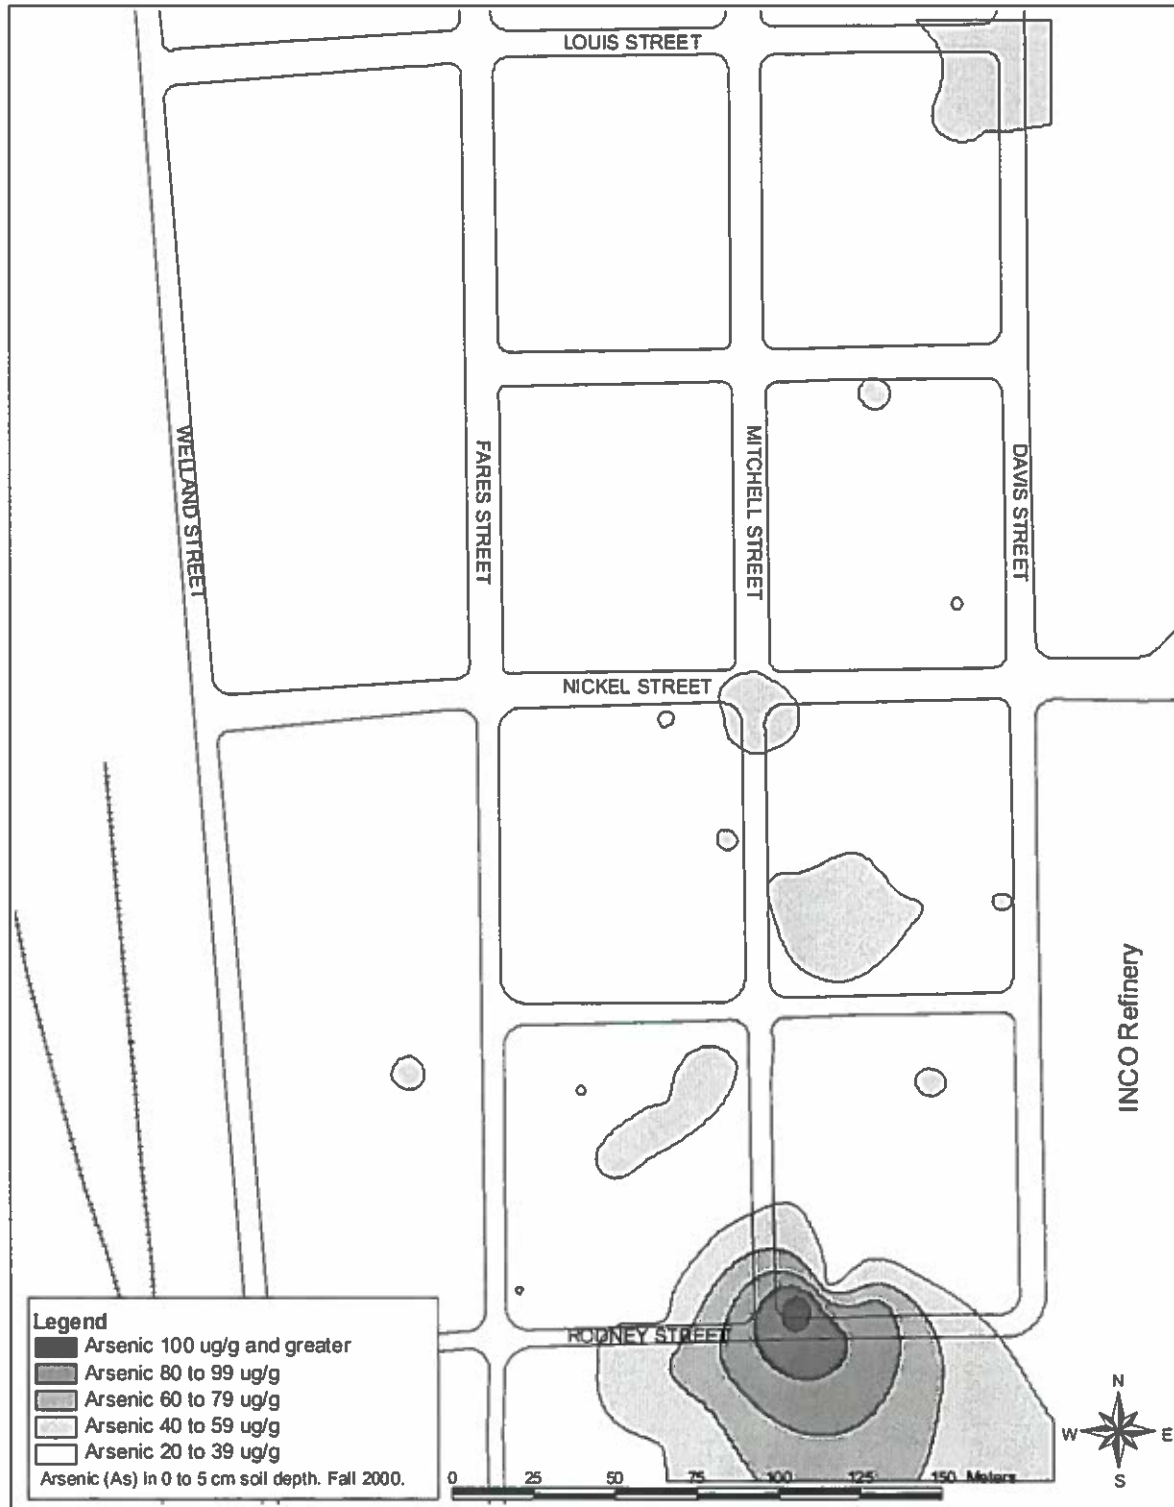 LOUIS STREET
WELLAND STREET
FARES STREET
MITCHELL STREET
DAVIS STREET
NICKEL STREET
INCO Refinery
RODNEY STREET
Legend
Arsenic 100 ug/g and greater
Arsenic 80 to 99 ug/g
Arsenic 60 to 79 ug/g
Arsenic 40 to 59 ug/g
Arsenic 20 to 39 ug/g
Arsenic (As) in 0 to 5 cm soil depth. Fall 2000.
0 25 50 75 100 125 150 Meters
N
W E
S